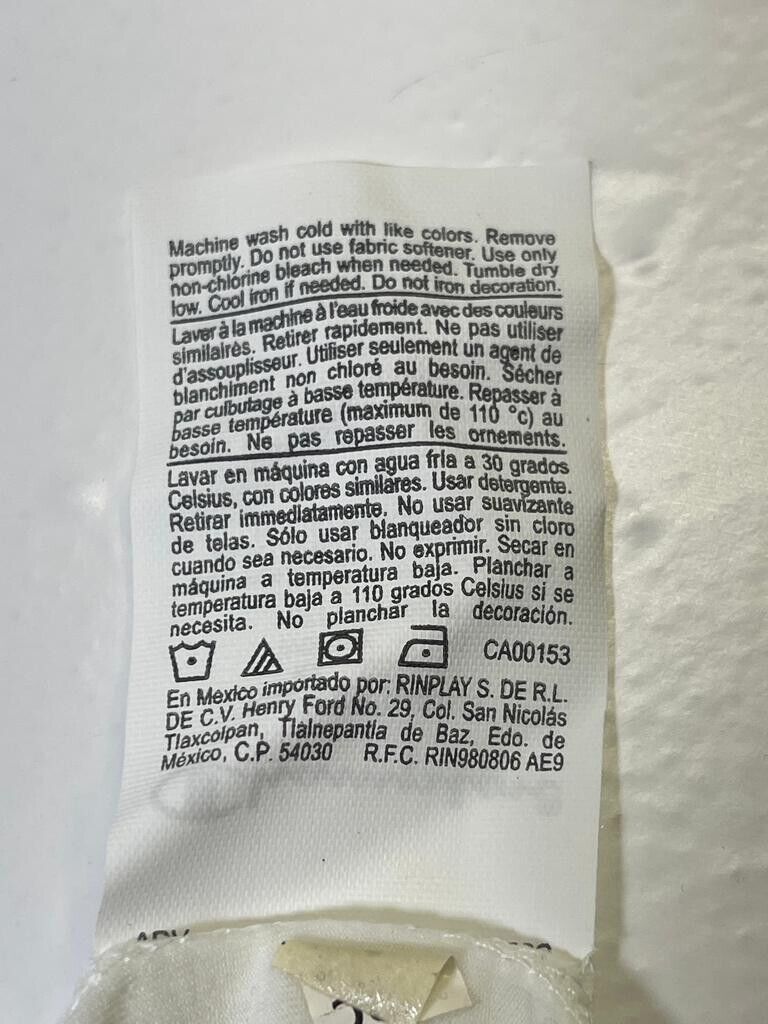 Machine wash cold with like colors. Remove
promptly. Do not use fabric softener. Use only
non-chlorine bleach when needed. Tumble dry
low. Cool iron if needed. Do not iron decoration.
Laver à la machine à l'eau froide avec des couleurs
similaires. Retirer rapidement. Ne pas utiliser
d'assouplisseur. Utiliser seulement un agent de
blanchiment non chloré au besoin. Sécher
par culbutage à basse température. Repasser à
basse température (maximum de 110 °c) au
besoin. Ne pas repasser les ornements.
Lavar en máquina con agua fría a 30 grados
Celsius, con colores similares. Usar detergente.
Retirar immediatamente. No usar suavizante
de telas. Sólo usar blanqueador sin cloro
cuando sea necesario. No exprimir. Secar en
máquina a temperatura baja. Planchar a
temperatura baja a 110 grados Celsius si se
necesita. No planchar la decoración.
CA00153
En Mexico importado por: RINPLAY S. DE R.L.
DE C.V. Henry Ford No. 29, Col. San Nicolás
Tlaxcolpan, Tlalnepantla de Baz, Edo. de
México, C.P. 54030 R.F.C. RIN980806 AE9